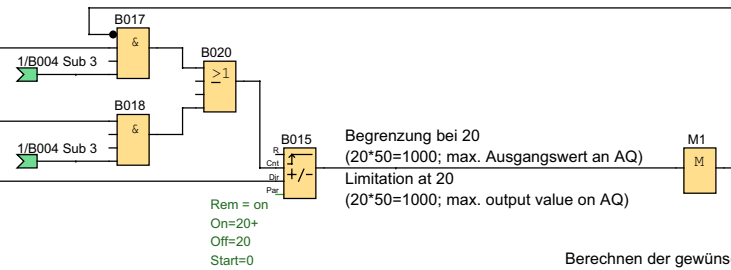 B017
&
1/B004 Sub 3
B020
≥1
B018
&
1/B004 Sub 3
B015
R
Cnt
Dir
Par
+/-
Rem = on
On=20+
Off=20
Start=0
Begrenzung bei 20
(20*50=1000; max. Ausgangswert an AQ)
Limitation at 20
(20*50=1000; max. output value on AQ)
M1
M
Berechnen der gewüns